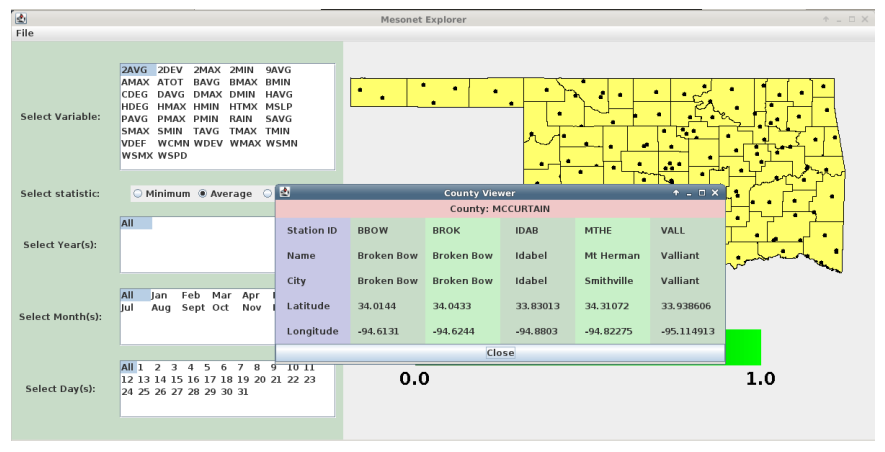 Mesonet Explorer
File
Select Variable:
2AVG 2DEV 2MAX 2MIN 9AVG
AMAX ATOT BAVG BMAX BMIN
CDEG DAVG DMAX DMIN HAVG
HDEG HMAX HMIN HTMX MSLP
PAVG PMAX PMIN RAIN SAVG
SMAX SMIN TAVG TMAX TMIN
VDEF WCMN WDEV WMAX WSMN
WSMX WSPD
Select statistic:
Minimum Average
Select Year(s):
All
Select Month(s):
All Jan Feb Mar Apr
Jul Aug Sept Oct Nov
Select Day(s):
All 1 2 3 4 5 6 7 8 9 10 11
12 13 14 15 16 17 18 19 20 21 22 23
24 25 26 27 28 29 30 31
County Viewer
County: MCCURTAIN
Station ID BBOW BROK IDAB MTHE VALL
Name Broken Bow Broken Bow Idabel Mt Herman Valliant
City Broken Bow Broken Bow Idabel Smithville Valliant
Latitude 34.0144 34.0433 33.83013 34.31072 33.938606
Longitude -94.6131 -94.6244 -94.8803 -94.82275 -95.114913
Close
0.0 1.0